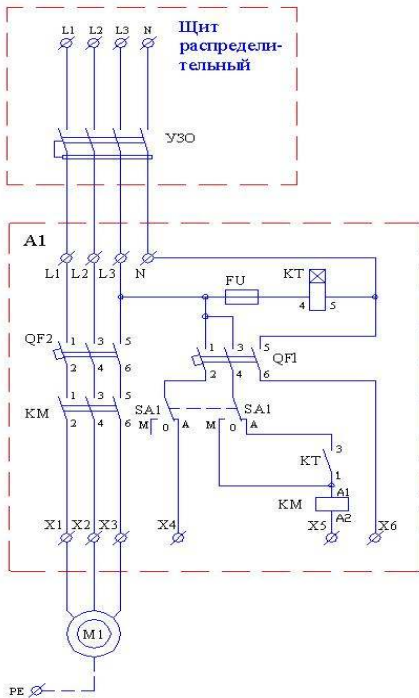 L1 L2 L3 N
Щит
распредели-
тельный
УЗО
A1
L1 L2 L3 N
FU
KT
4 5
QF2
1 3 5
2 4 6
1 3 5
2 4 6
QF1
KM
1 3 5
2 4 6
SA1
SA1
M 0 A
M 0 A
KT
3
1
KM
A1
A2
X1 X2 X3 X4 X5 X6
M1
PE